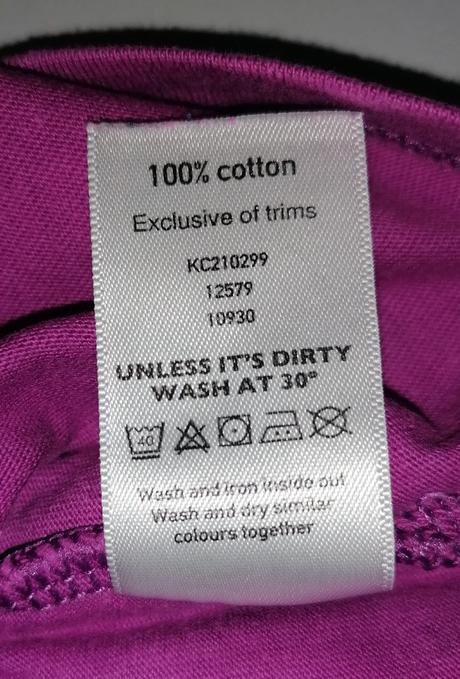 100% cotton
Exclusive of trims
KC210299
12579
10930
UNLESS IT'S DIRTY
WASH AT 30°
40
Wash and iron inside out
Wash and dry similar
colours together